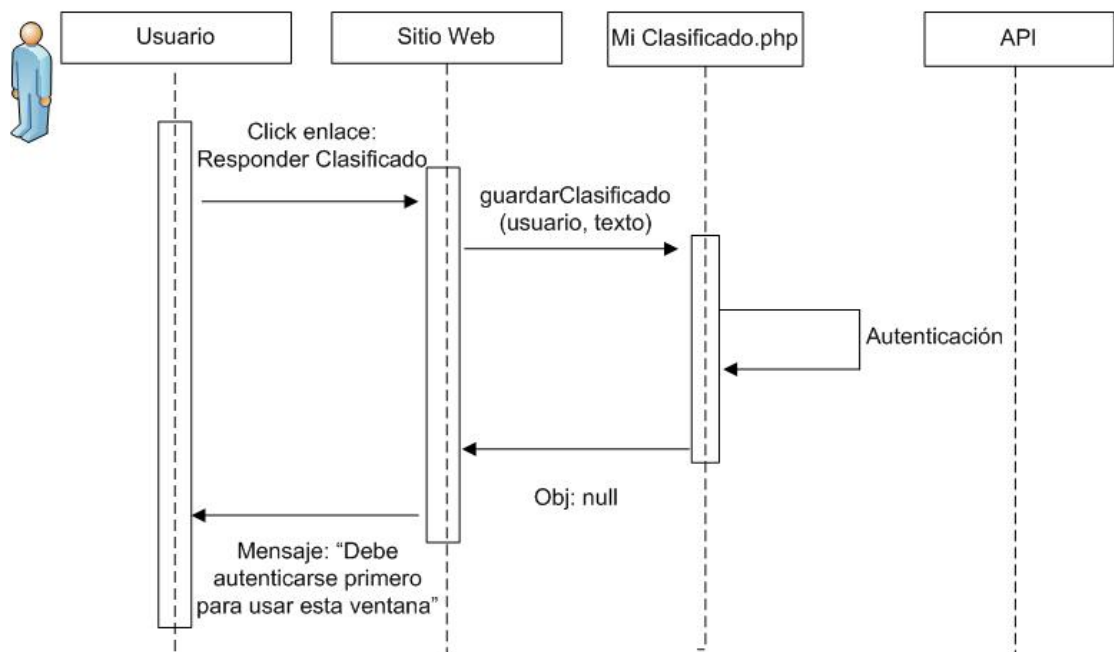 Usuario
Sitio Web
Mi Clasificado.php
API
Click enlace:
Responder Clasificado
guardarClasificado
(usuario, texto)
Autenticación
Obj: null
Mensaje: “Debe
autenticarse primero
para usar esta ventana”